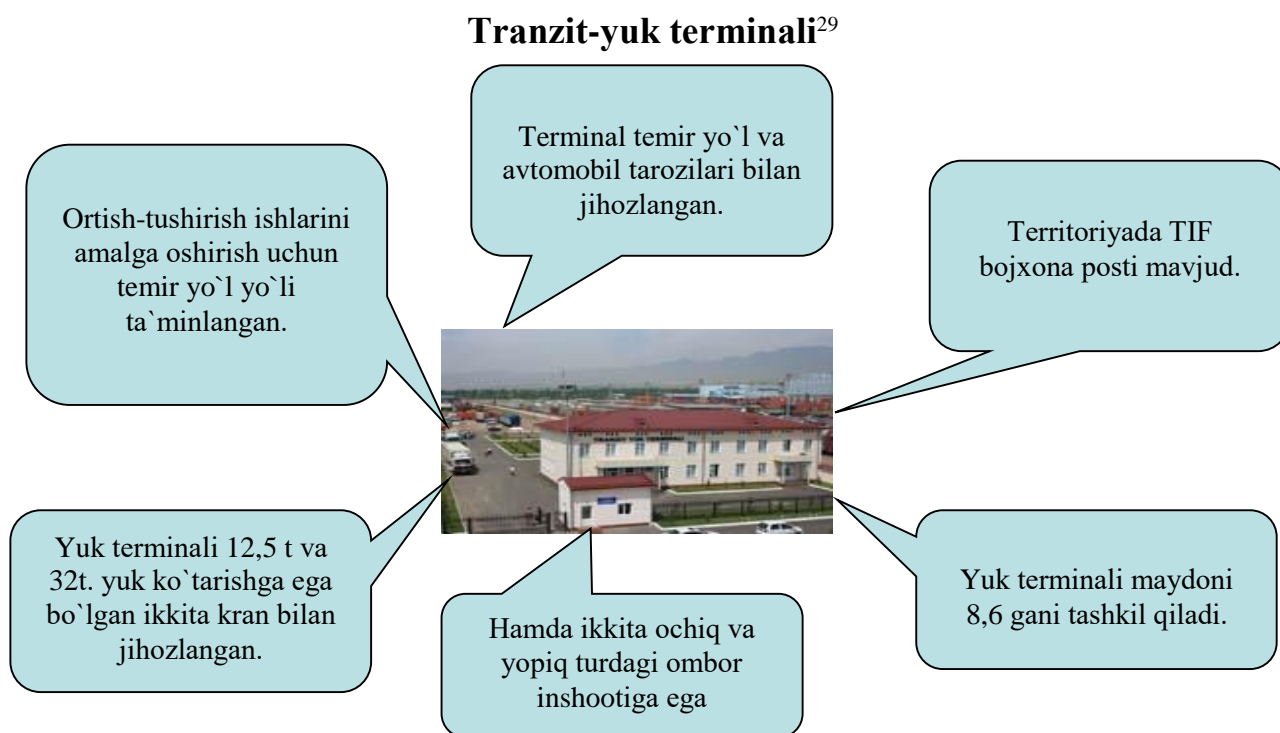 Tranzit-yuk terminali29
Terminal temir yo`l va
avtomobil tarozilari bilan
jihozlangan.
Ortish-tushirish ishlarini
amalga oshirish uchun
temir yo`l yo`li
ta`minlangan.
Territoriyada TIF
bojxona posti mavjud.
TRANZIT YUK TERMINALI
Yuk terminali 12,5 t va
32t. yuk ko`tarishga ega
bo`lgan ikkita kran bilan
jihozlangan.
Hamda ikkita ochiq va
yopiq turdagi ombor
inshootiga ega
Yuk terminali maydoni
8,6 gani tashkil qiladi.